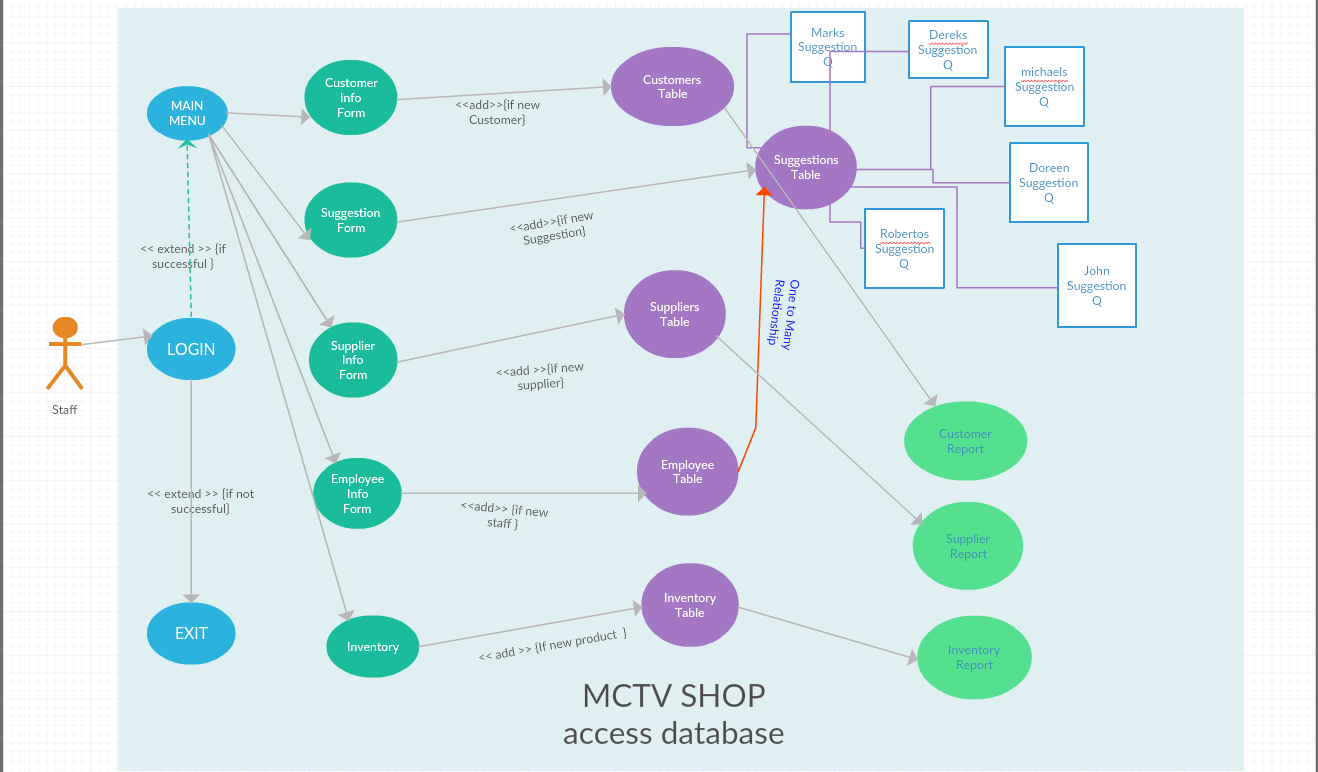 Marks
Suggestion
Q
Dereks
Suggestion
Q
michaels
Suggestion
Q
Customer
Info
Form
Customers
Table
MAIN
MENU
<<add>>{if new
Customer}
Suggestions
Table
Doreen
Suggestion
Q
Suggestion
Form
<<add>>{if new
Suggestion}
Robertos
Suggestion
Q
<< extend >> {if
successful }
John
Suggestion
Q
One to Many
Relationship
Suppliers
Table
LOGIN
Supplier
Info
Form
<<add >>{if new
supplier}
Staff
Customer
Report
Employee
Table
Employee
Info
Form
<< extend >> {if not
successful}
<<add>> {if new
staff }
Supplier
Report
Inventory
Table
EXIT
Inventory
<< add >> {If new product  }
Inventory
Report
MCTV SHOP
access database